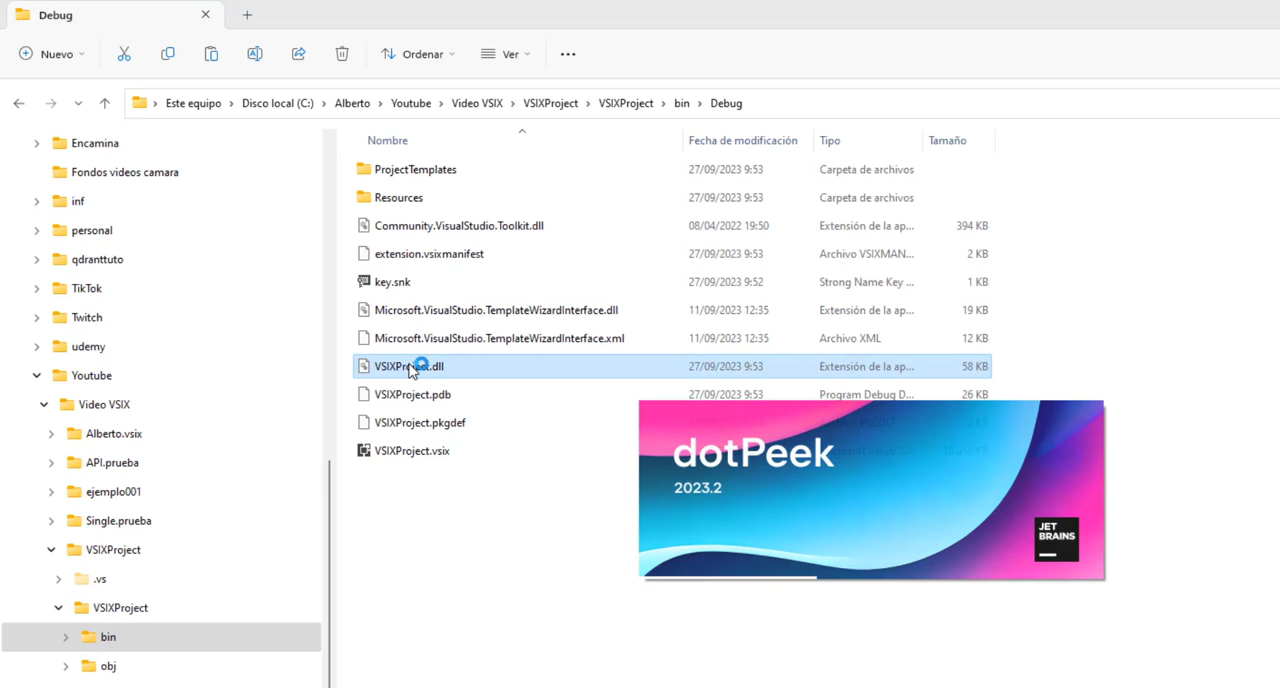 Debug
Nuevo
Ordenar
Ver
Este equipo
Disco local (C:)
Alberto
Youtube
Video VSIX
VSIXProject
VSIXProject
bin
Debug
Encamina
Fondos videos camara
inf
personal
qdranttuto
TikTok
Twitch
udemy
Youtube
Video VSIX
Alberto.vsix
API.prueba
ejemplo001
Single.prueba
VSIXProject
.vs
VSIXProject
bin
obj
Nombre Fecha de modificación Tipo Tamaño
ProjectTemplates 27/09/2023 9:53 Carpeta de archivos
Resources 27/09/2023 9:53 Carpeta de archivos
Community.VisualStudio.Toolkit.dll 08/04/2022 19:50 Extensión de la ap... 394 KB
extension.vsixmanifest 27/09/2023 9:53 Archivo VSIXMAN... 2 KB
key.snk 27/09/2023 9:52 Strong Name Key ... 1 KB
Microsoft.VisualStudio.TemplateWizardInterface.dll 11/09/2023 12:35 Extensión de la ap... 19 KB
Microsoft.VisualStudio.TemplateWizardInterface.xml 11/09/2023 12:35 Archivo XML 12 KB
VSIXProject.dll 27/09/2023 9:53 Extensión de la ap... 58 KB
VSIXProject.pdb 27/09/2023 9:53 Program Debug D... 26 KB
VSIXProject.pkgdef
VSIXProject.vsix
dotPeek
2023.2
JET
BRAINS